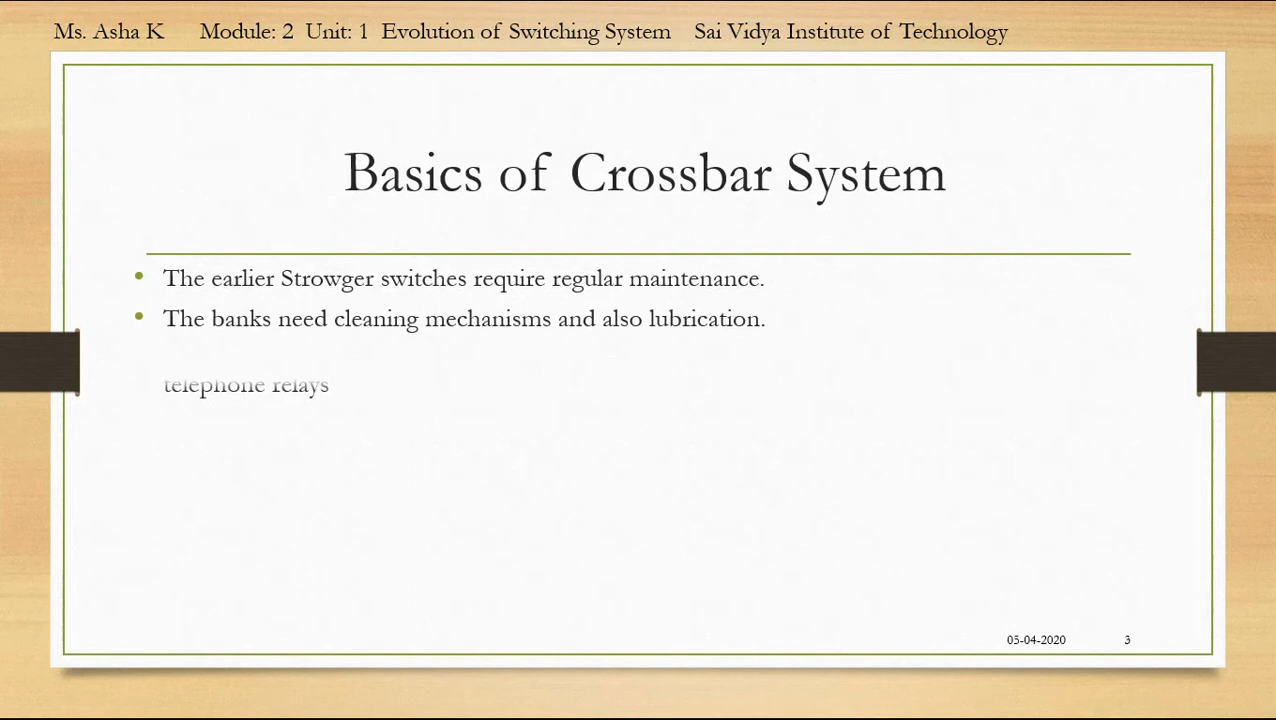 Ms. Asha K Module: 2 Unit: 1 Evolution of Switching System Sai Vidya Institute of Technology
Basics of Crossbar System
• The earlier Strowger switches require regular maintenance.
• The banks need cleaning mechanisms and also lubrication.
telephone relays
05-04-2020 3